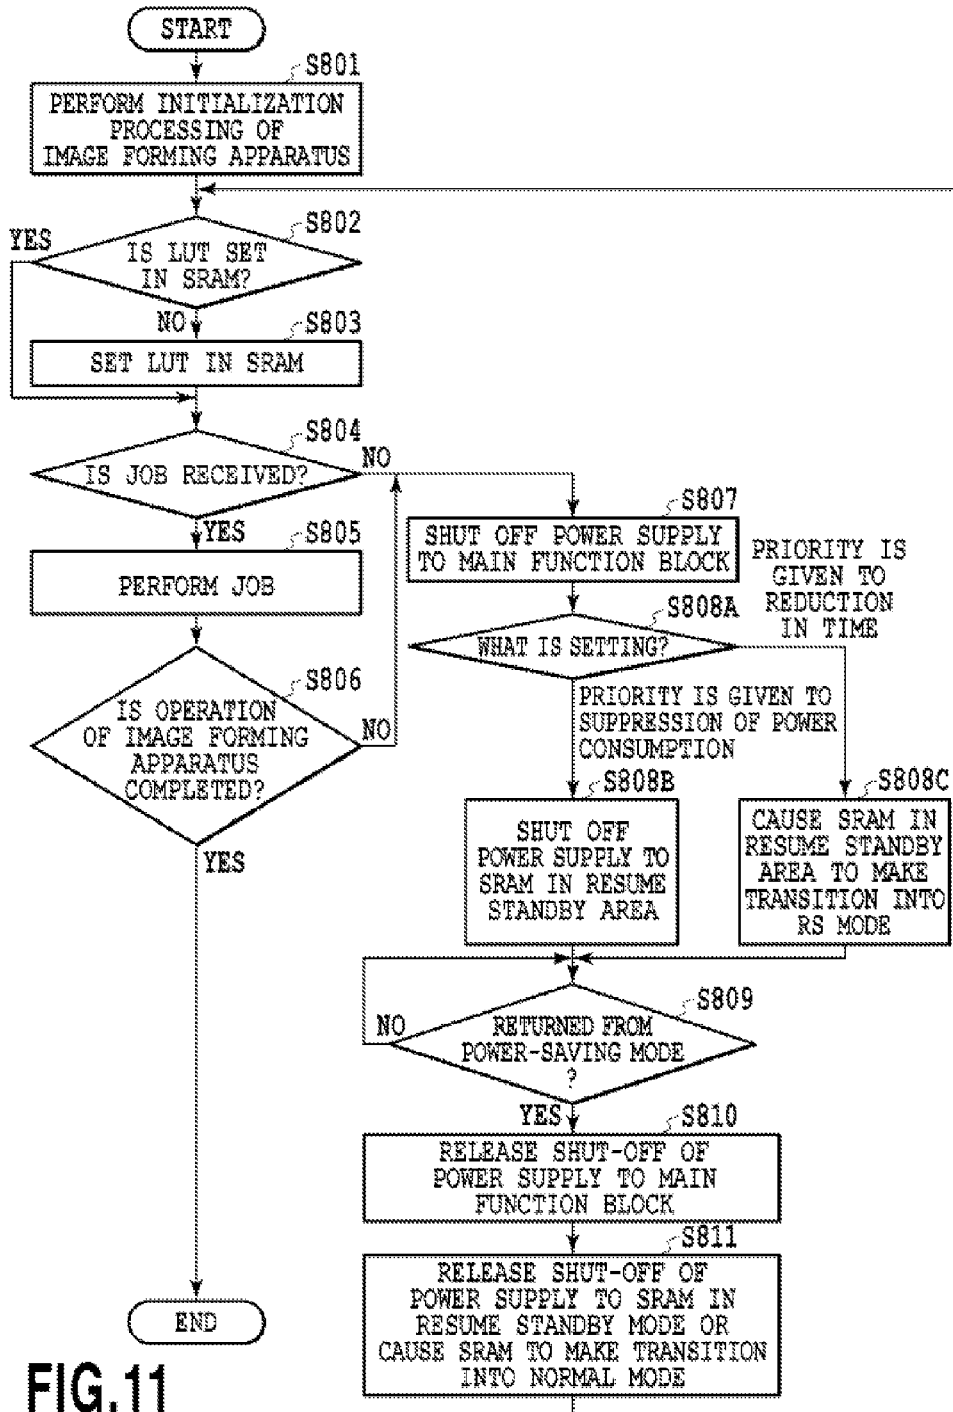 START
S801
PERFORM INITIALIZATION
PROCESSING OF
IMAGE FORMING APPARATUS
S802
YES
IS LUT SET
IN SRAM?
NO
S803
SET LUT IN SRAM
S804
IS JOB RECEIVED?
NO
YES
S805
PERFORM JOB
S806
IS OPERATION
OF IMAGE FORMING
APPARATUS
COMPLETED?
NO
YES
END
S807
SHUT OFF POWER SUPPLY
TO MAIN FUNCTION BLOCK
S808A
WHAT IS SETTING?
PRIORITY IS
GIVEN TO
REDUCTION
IN TIME
PRIORITY IS GIVEN TO
SUPPRESSION OF POWER
CONSUMPTION
S808B
SHUT OFF
POWER SUPPLY TO
SRAM IN RESUME
STANDBY AREA
S808C
CAUSE SRAM IN
RESUME STANDBY
AREA TO MAKE
TRANSITION INTO
RS MODE
S809
NO
RETURNED FROM
POWER-SAVING MODE
?
YES
S810
RELEASE SHUT-OFF OF
POWER SUPPLY TO MAIN
FUNCTION BLOCK
S811
RELEASE SHUT-OFF OF
POWER SUPPLY TO SRAM IN
RESUME STANDBY MODE OR
CAUSE SRAM TO MAKE TRANSITION
INTO NORMAL MODE
FIG.11